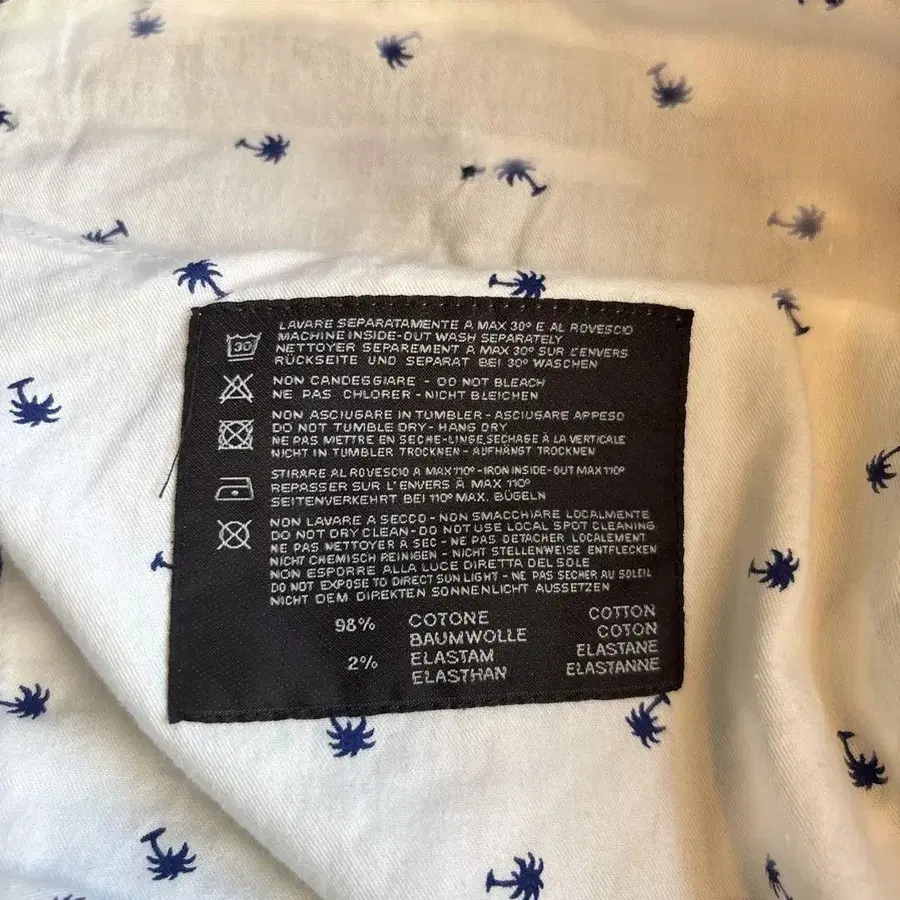 30
LAVARE SEPARATAMENTE A MAX 30° E AL ROVESCIO
MACHINE INSIDE-OUT WASH SEPARATELY
NETTOYER SEPAREMENT A MAX 30° SUR L'ENVERS
RÜCKSEITE UND SEPARAT BEI 30° WASCHEN
NON CANDEGGIARE - DO NOT BLEACH
NE PAS CHLORER - NICHT BLEICHEN
NON ASCIUGARE IN TUMBLER - ASCIUGARE APPESO
DO NOT TUMBLE DRY - HANG DRY
NE PAS METTRE EN SECHE-LINGE,SECHAGE À LA VERTICALE
NICHT IN TUMBLER TROCKNEN - AUFHÄNGT TROCKNEN
STIRARE AL ROVESCIO A MAX 110° - IRON INSIDE-OUT MAX 110°
REPASSER SUR L'ENVERS À MAX 110°
SEITENVERKEHRT BEI 110° MAX. BÜGELN
NON LAVARE A SECCO - NON SMACCHIARE LOCALMENTE
DO NOT DRY CLEAN - DO NOT USE LOCAL SPOT CLEANING
NE PAS NETTOYER À SEC - NE PAS DETACHER LOCALEMENT
NICHT CHEMISCH REINIGEN - NICHT STELLENWEISE ENTFLECKEN
NON ESPORRE ALLA LUCE DIRETTA DEL SOLE
DO NOT EXPOSE TO DIRECT SUN LIGHT - NE PAS SECHER AU SOLEIL
NICHT DEM DIREKTEN SONNENLICHT AUSSETZEN
98% COTONE COTTON
BAUMWOLLE COTON
2% ELASTAM ELASTANE
ELASTHAN ELASTANNE